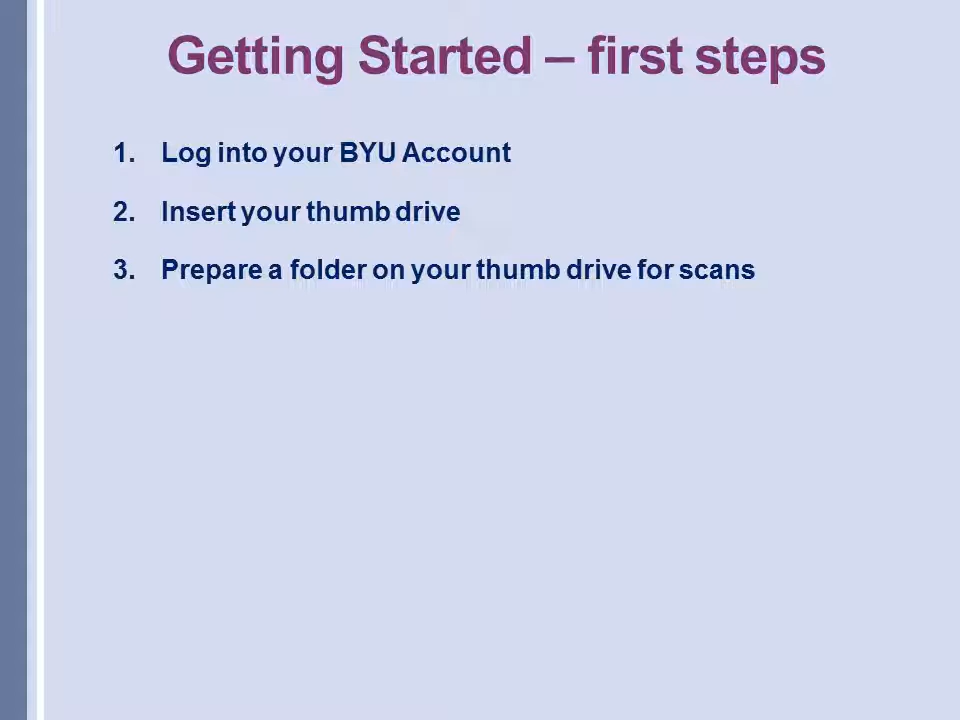 Getting Started – first steps
1. Log into your BYU Account
2. Insert your thumb drive
3. Prepare a folder on your thumb drive for scans